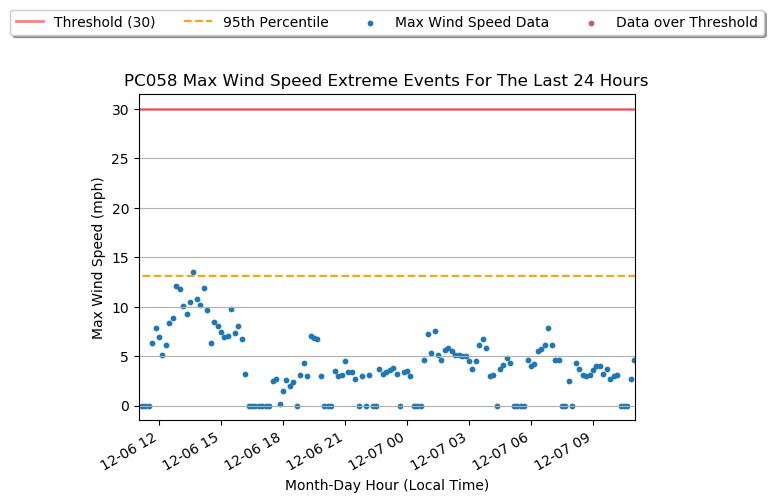 Threshold (30) 95th Percentile Max Wind Speed Data Data over Threshold
PC058 Max Wind Speed Extreme Events For The Last 24 Hours
Max Wind Speed (mph)
30
25
20
15
10
5
0
12-06 12 12-06 15 12-06 18 12-06 21 12-07 00 12-07 03 12-07 06 12-07 09
Month-Day Hour (Local Time)